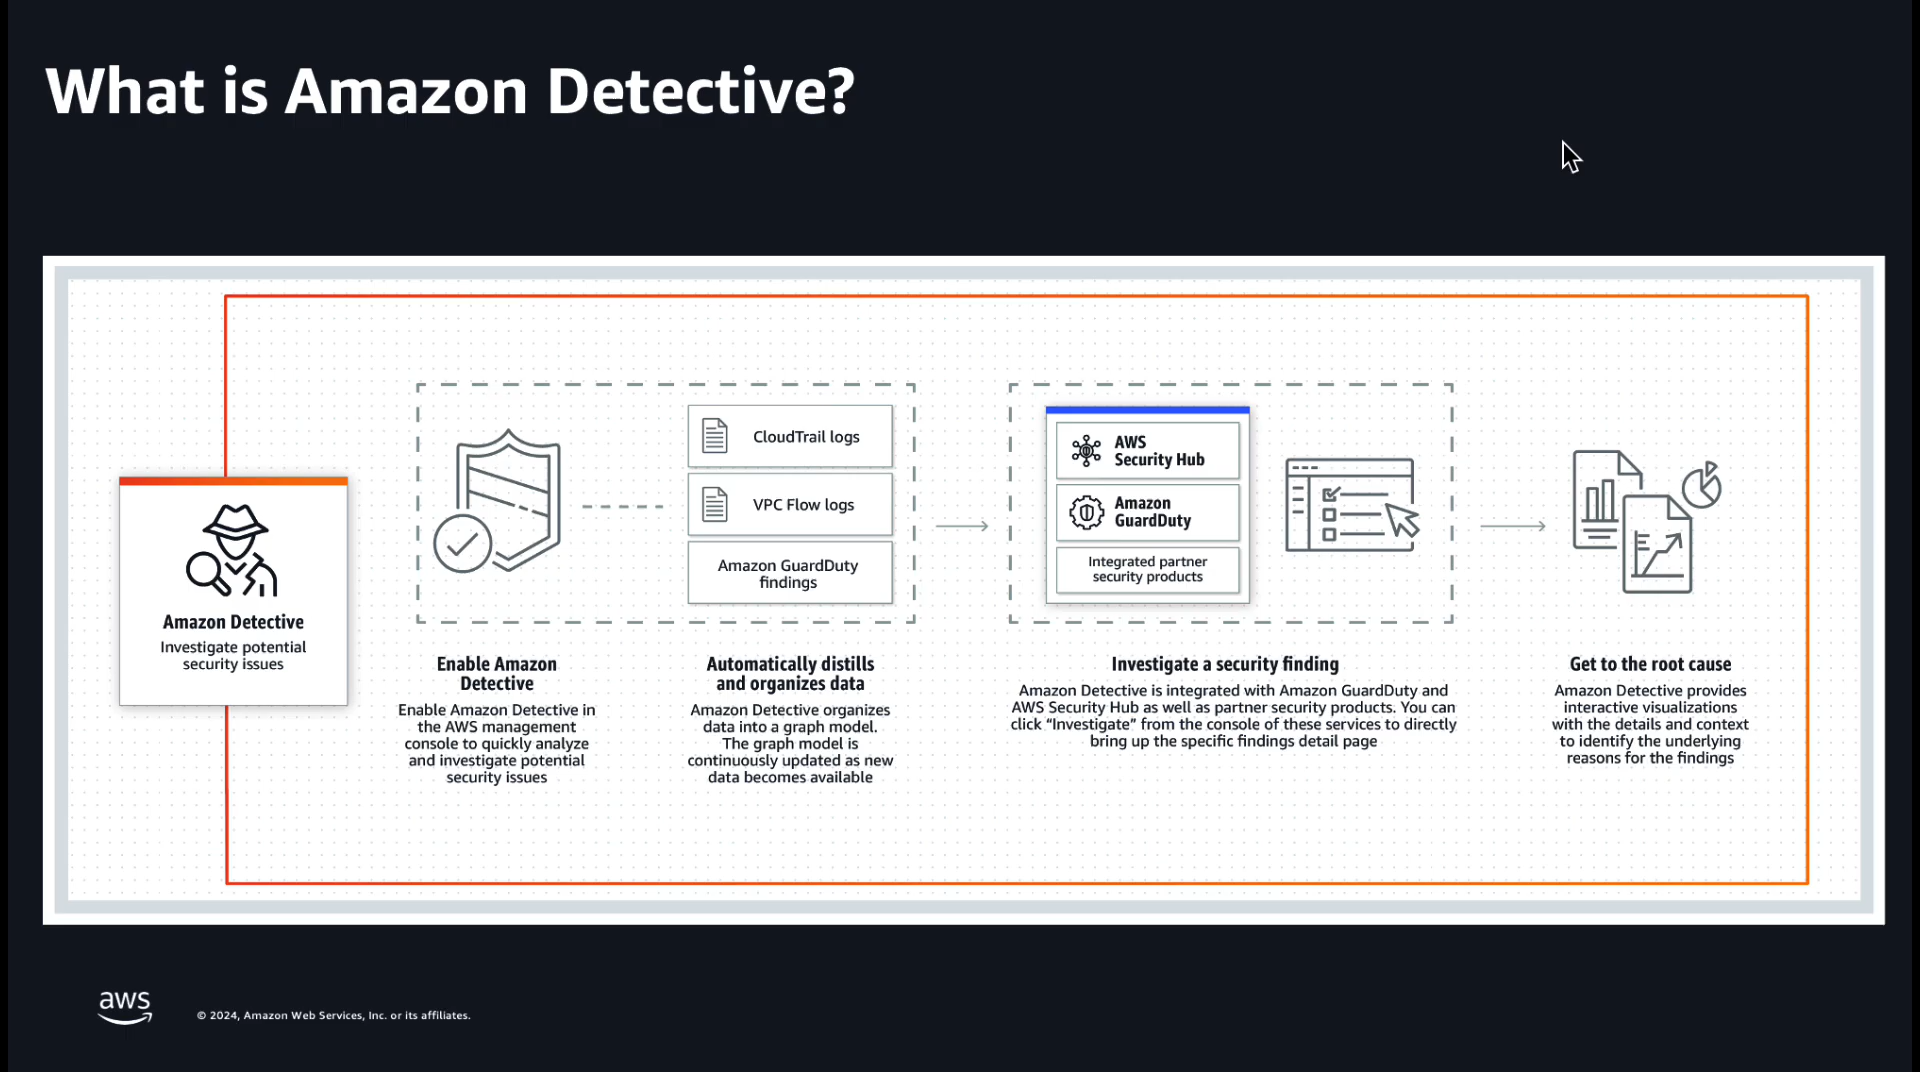 What is Amazon Detective?
Amazon Detective
Investigate potential
security issues
CloudTrail logs
VPC Flow logs
Amazon GuardDuty
findings
Enable Amazon
Detective
Enable Amazon Detective in
the AWS management
console to quickly analyze
and investigate potential
security issues
Automatically distills
and organizes data
Amazon Detective organizes
data into a graph model.
The graph model is
continuously updated as new
data becomes available
AWS
Security Hub
Amazon
GuardDuty
Integrated partner
security products
Investigate a security finding
Amazon Detective is integrated with Amazon GuardDuty and
AWS Security Hub as well as partner security products. You can
click “Investigate” from the console of these services to directly
bring up the specific findings detail page
Get to the root cause
Amazon Detective provides
interactive visualizations
with the details and context
to identify the underlying
reasons for the findings
aws
© 2024, Amazon Web Services, Inc. or its affiliates.